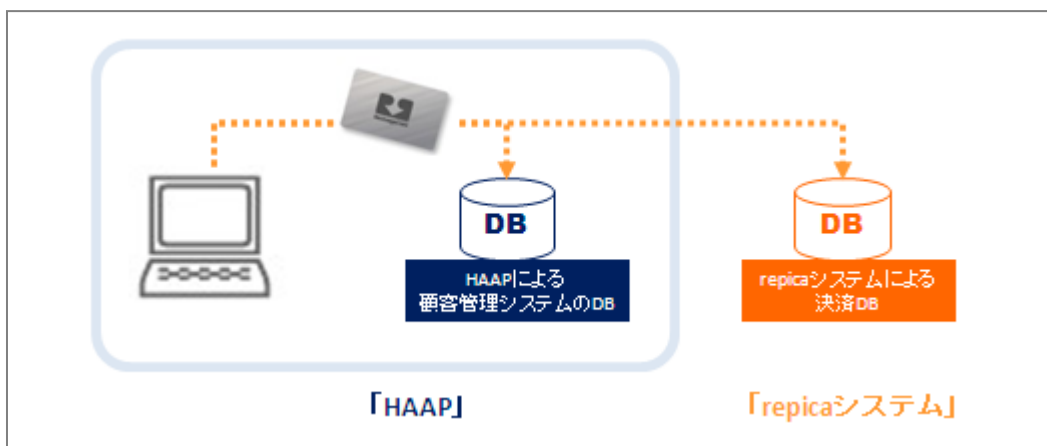 DB
DB
HAAPによる
顧客管理システムのDB
repicaシステムによる
決済DB
「HAAP」
「repicaシステム」